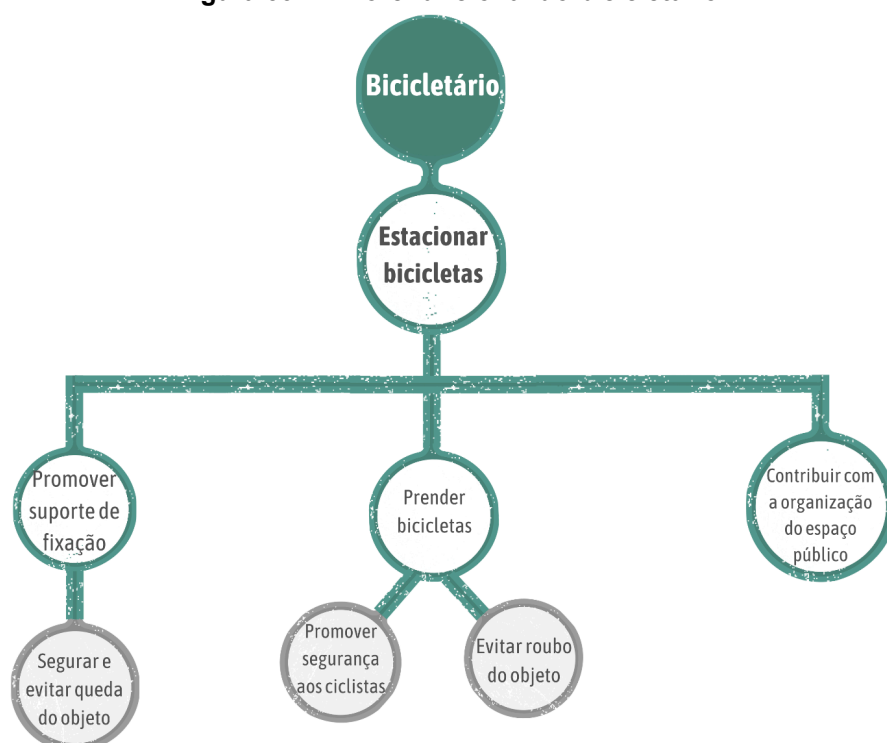 Bicicletário
Estacionar
bicicletas
Promover
suporte de
fixação
Prender
bicicletas
Contribuir com
a organização
do espaço
público
Segurar e
evitar queda
do objeto
Promover
segurança
aos ciclistas
Evitar roubo
do objeto